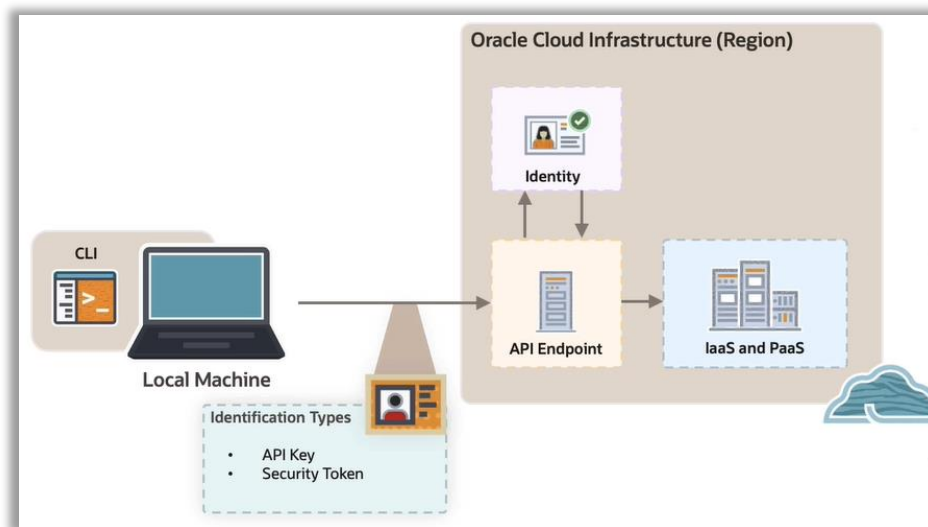 Oracle Cloud Infrastructure (Region)
Identity
CLI
API Endpoint
IaaS and PaaS
Local Machine
Identification Types
• API Key
• Security Token